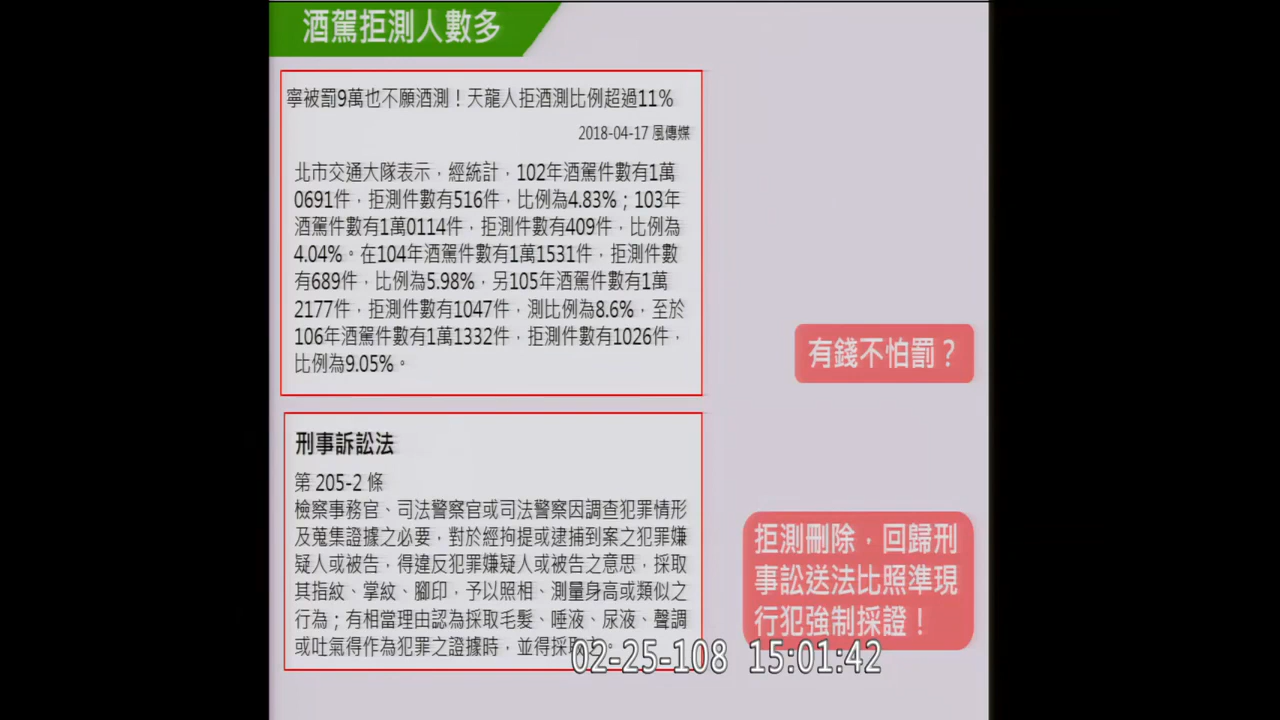 酒駕拒測人數多
寧被罰9萬也不願酒測！天龍人拒酒測比例超過11%
2018-04-17 風傳媒
北市交通大隊表示，經統計，102年酒駕件數有1萬
0691件，拒測件數有516件，比例為4.83%；103年
酒駕件數有1萬0114件，拒測件數有409件，比例為
4.04%。在104年酒駕件數有1萬1531件，拒測件數
有689件，比例為5.98%，另105年酒駕件數有1萬
2177件，拒測件數有1047件，測比例為8.6%，至於
106年酒駕件數有1萬1332件，拒測件數有1026件，
比例為9.05%。
有錢不怕罰？
刑事訴訟法
第 205-2 條
檢察事務官、司法警察官或司法警察因調查犯罪情形
及蒐集證據之必要，對於經拘提或逮捕到案之犯罪嫌
疑人或被告，得違反犯罪嫌疑人或被告之意思，採取
其指紋、掌紋、腳印，予以照相、測量身高或類似之
行為；有相當理由認為採取毛髮、唾液、尿液、聲調
或吐氣得作為犯罪之證據時，並得採取之。
拒測刪除，回歸刑
事訟送法比照準現
行犯強制採證！
02-25-108 15:01:42